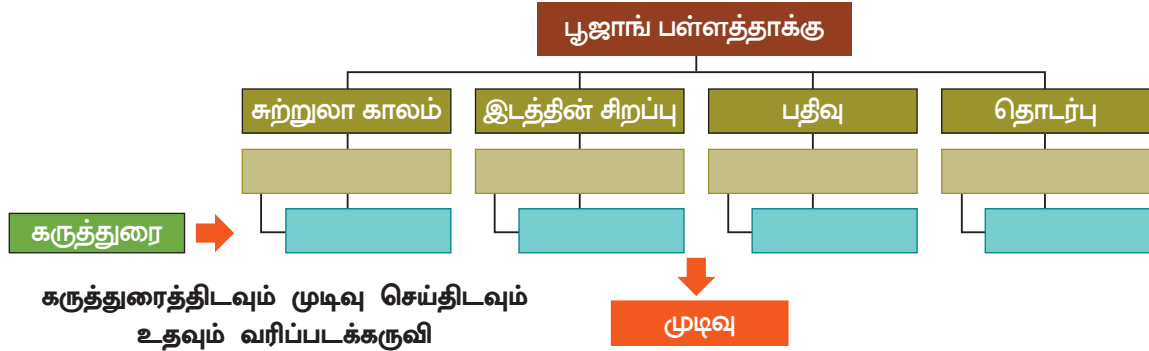 பூஜாங் பள்ளத்தாக்கு
சுற்றுலா காலம்
இடத்தின் சிறப்பு
பதிவு
தொடர்பு
கருத்துரை
கருத்துரைத்திடவும் முடிவு செய்திடவும்
உதவும் வரிப்படக்கருவி
முடிவு